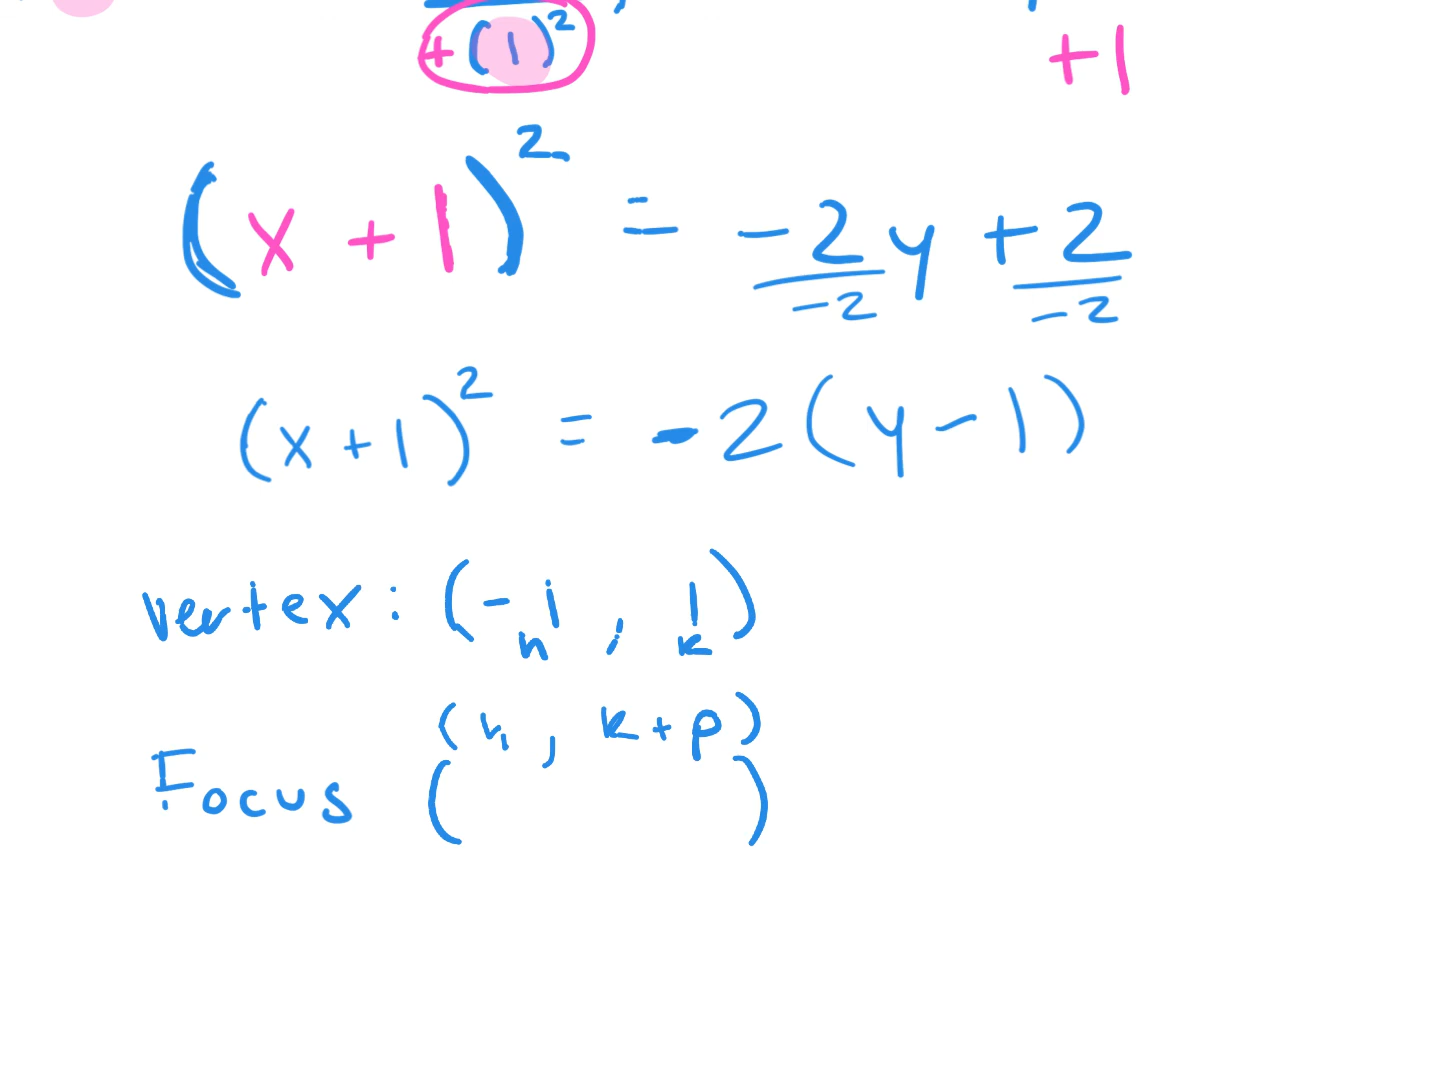 + (1)² +1
(x + 1)² = -2y + 2
-2 -2
(x + 1)² = -2(y - 1)
vertex: (-1, 1)
h k
(h, k + p)
Focus ( )